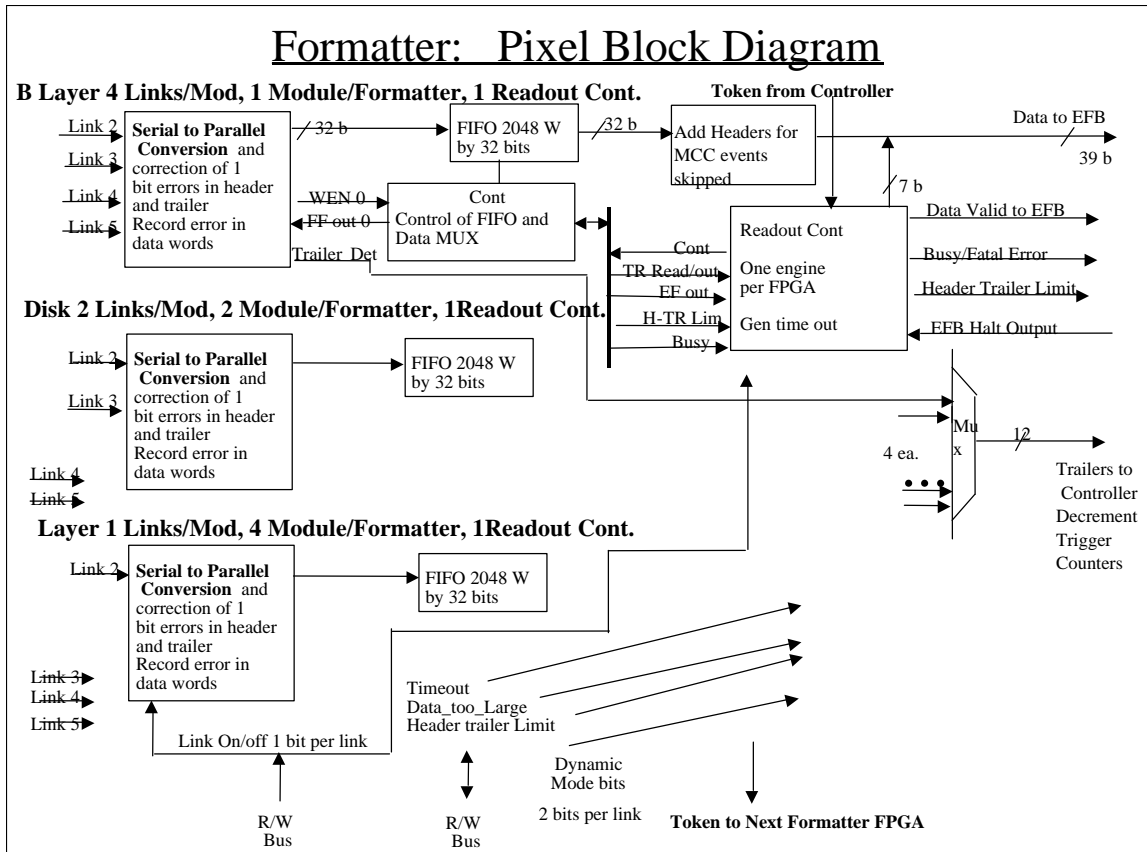 Formatter: Pixel Block Diagram
B Layer 4 Links/Mod, 1 Module/Formatter, 1 Readout Cont.
Token from Controller
Link 2
Link 3
Link 4
Link 5
Serial to Parallel
Conversion and
correction of 1
bit errors in header
and trailer
Record error in
data words
32 b
FIFO 2048 W
by 32 bits
32 b
Add Headers for
MCC events
skipped
Data to EFB
39 b
7 b
WEN 0
FF out 0
Trailer_Det
Cont
Control of FIFO and
Data MUX
Cont
TR Read/out
EF out
H-TR Lim
Busy
Readout Cont
One engine
per FPGA
Gen time out
Data Valid to EFB
Busy/Fatal Error
Header Trailer Limit
EFB Halt Output
Disk 2 Links/Mod, 2 Module/Formatter, 1Readout Cont.
Link 2
Link 3
Link 4
Link 5
Serial to Parallel
Conversion and
correction of 1
bit errors in header
and trailer
Record error in
data words
FIFO 2048 W
by 32 bits
4 ea.
Mu
x
12
Trailers to
Controller
Decrement
Trigger
Counters
Layer 1 Links/Mod, 4 Module/Formatter, 1Readout Cont.
Link 2
Link 3
Link 4
Link 5
Serial to Parallel
Conversion and
correction of 1
bit errors in header
and trailer
Record error in
data words
FIFO 2048 W
by 32 bits
Timeout
Data_too_Large
Header trailer Limit
Link On/off 1 bit per link
Dynamic
Mode bits
2 bits per link
R/W
Bus
R/W
Bus
Token to Next Formatter FPGA